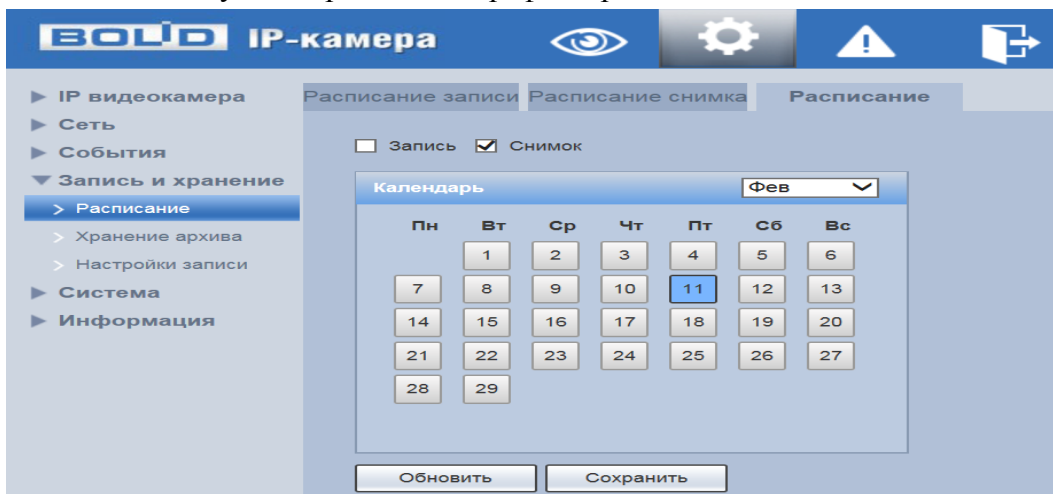 BOLID IP-камера
IP видеокамера
Сеть
События
Запись и хранение
> Расписание
> Хранение архива
> Настройки записи
Система
Информация
Расписание записи Расписание снимка Расписание
Запись Снимок
Календарь Фев
Пн Вт Ср Чт Пт Сб Вс
1 2 3 4 5 6
7 8 9 10 11 12 13
14 15 16 17 18 19 20
21 22 23 24 25 26 27
28 29
Обновить Сохранить